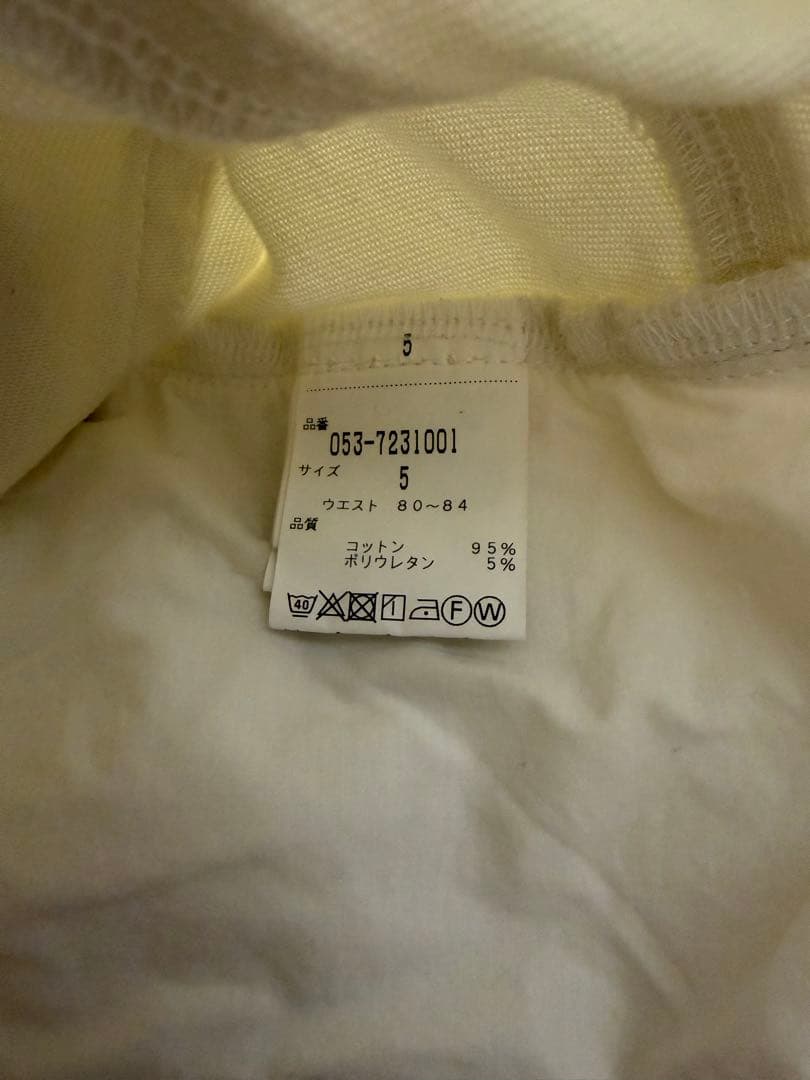 5
品番
053-7231001
サイズ
5
ウエスト 80～84
品質
コットン 95%
ポリウレタン 5%
40 F W